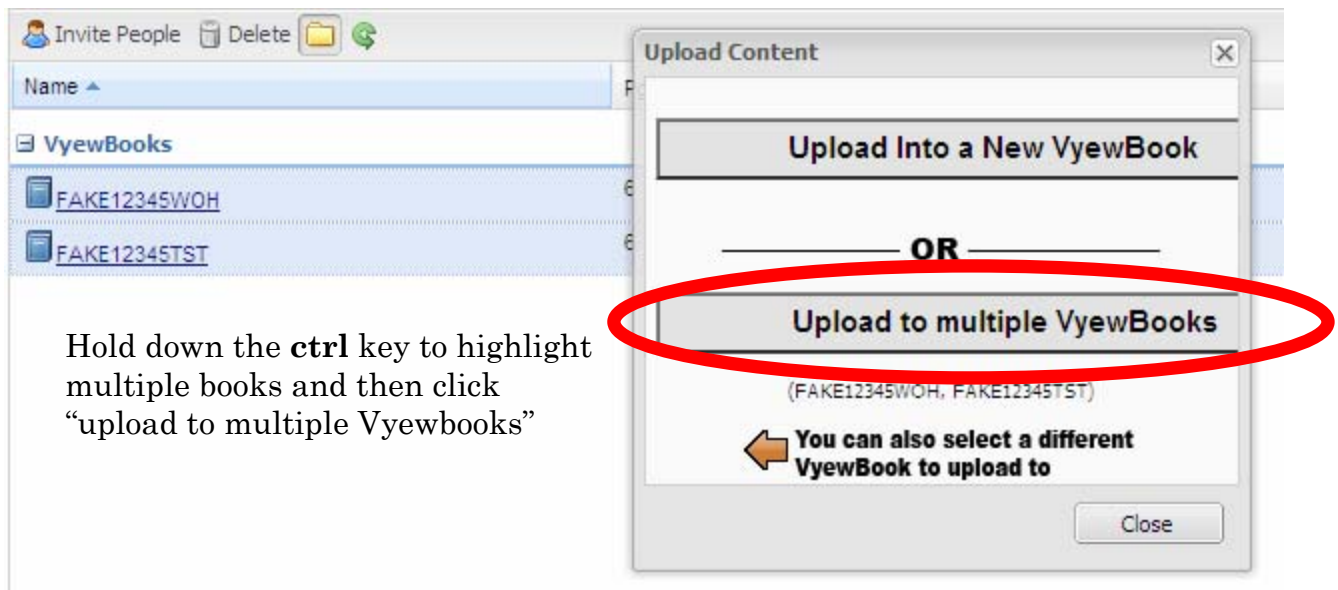 Invite People Delete
Name
VyewBooks
FAKE12345WOH
FAKE12345TST
Hold down the ctrl key to highlight
multiple books and then click
“upload to multiple Vyewbooks”
Upload Content
Upload Into a New VyewBook
OR
Upload to multiple VyewBooks
(FAKE12345WOH, FAKE12345TST)
You can also select a different
VyewBook to upload to
Close